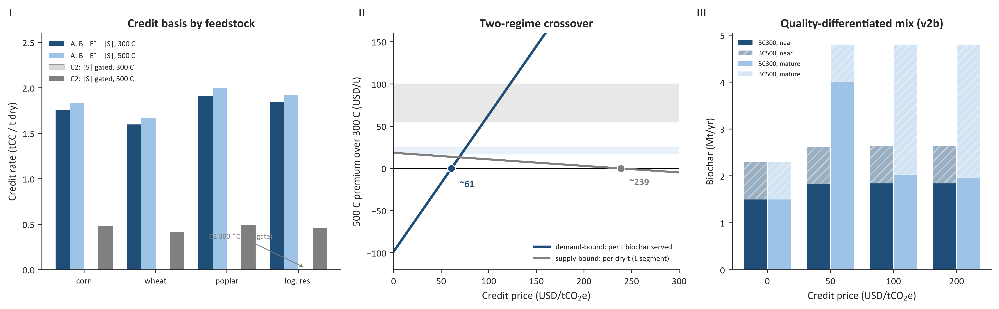 I
Credit basis by feedstock
Credit rate (tCC / t dry)
2.5
2.0
1.5
1.0
0.5
0.0
A: B – E⁺ + |S|, 300 C
A: B – E⁺ + |S|, 500 C
C2: |S| gated, 300 C
C2: |S| gated, 500 C
C2 300 °C (gate)
corn
wheat
poplar
log. res.
II
Two-regime crossover
500 C premium over 300 C (USD/t)
150
100
50
0
−50
−100
~61
~239
demand-bound: per t biochar served
supply-bound: per dry t (L segment)
0
50
100
150
200
250
300
Credit price (USD/tCO₂e)
III
Quality-differentiated mix (v2b)
Biochar (Mt/yr)
5
4
3
2
1
0
BC300, near
BC500, near
BC300, mature
BC500, mature
0
50
100
200
Credit price (USD/tCO₂e)